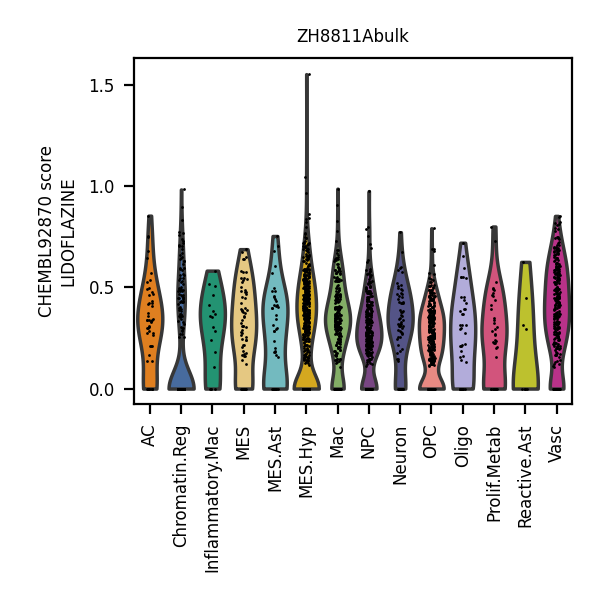 ZH8811Abulk
CHEMBL92870 score
LIDOFLAZINE
1.5
1.0
0.5
0.0
AC
Chromatin.Reg
Inflammatory.Mac
MES
MES.Ast
MES.Hyp
Mac
NPC
Neuron
OPC
Oligo
Prolif.Metab
Reactive.Ast
Vasc